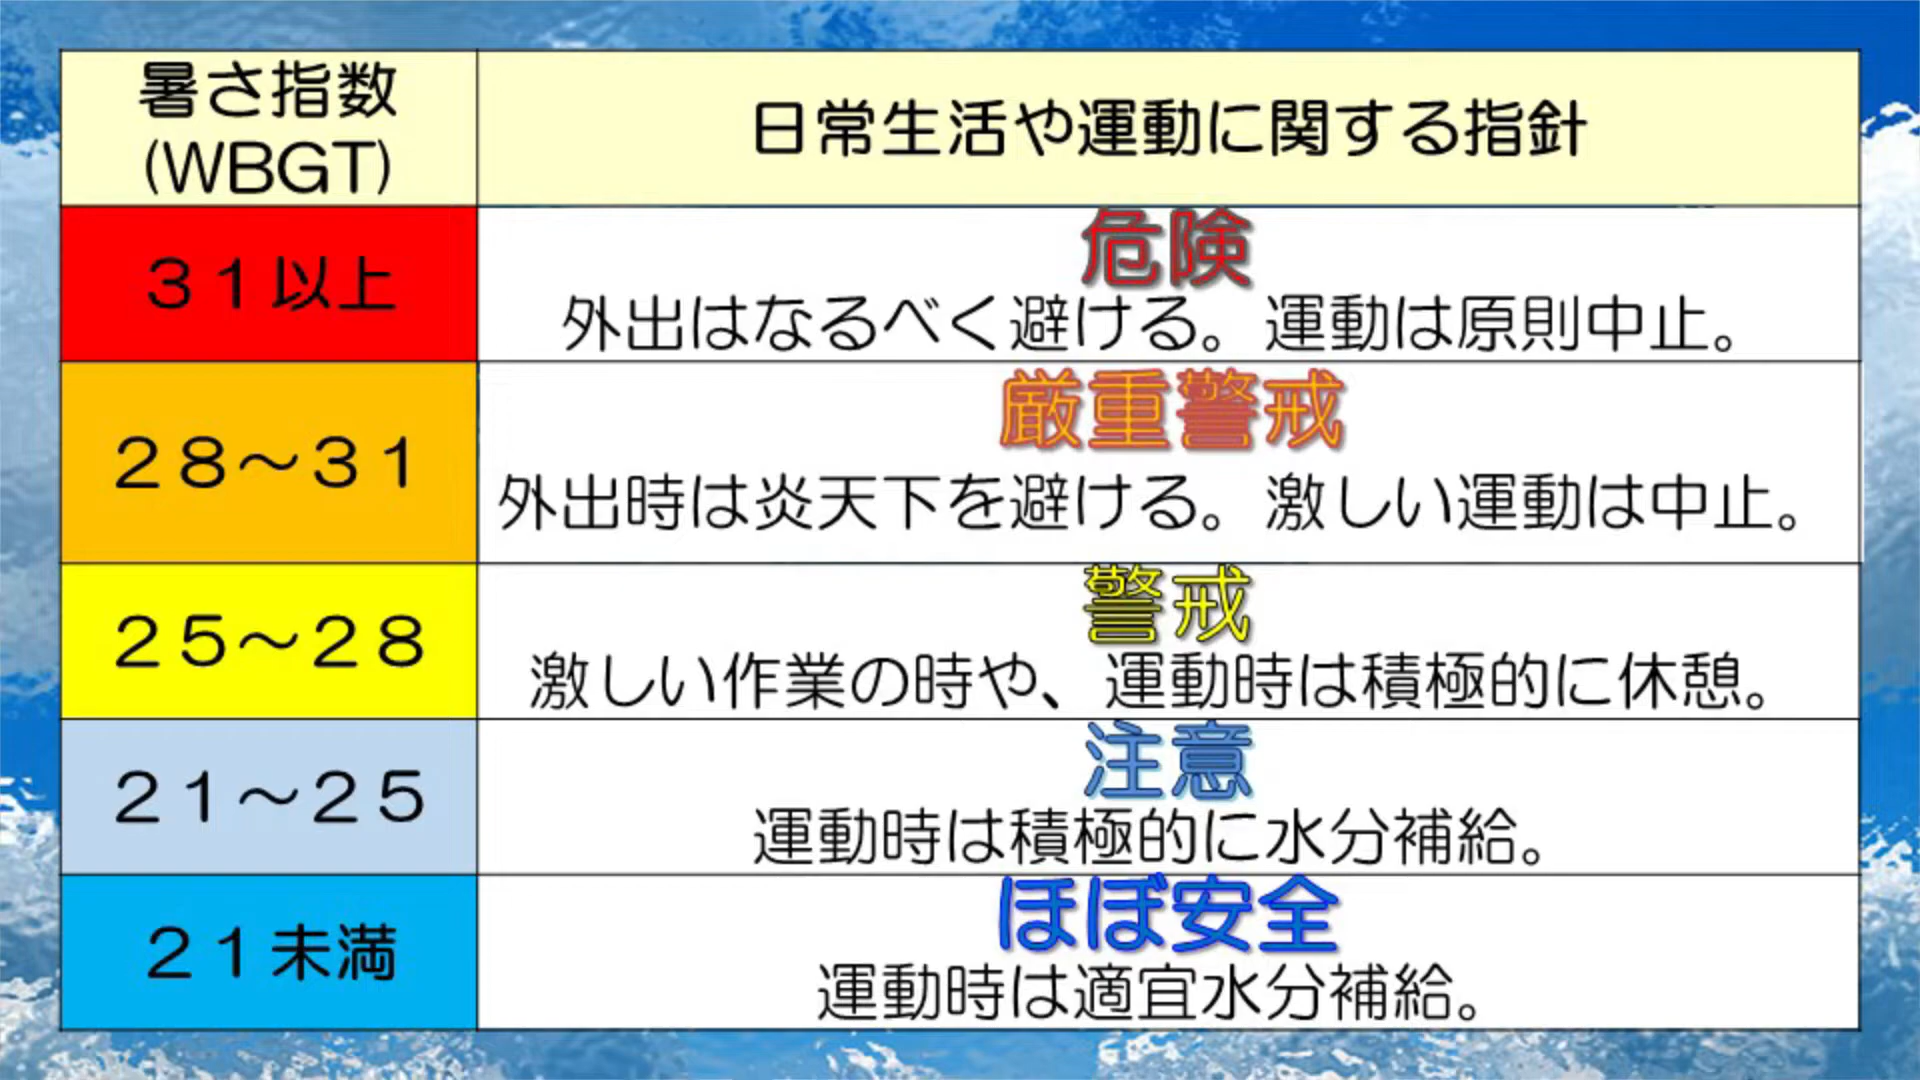 暑さ指数
(WBGT)
日常生活や運動に関する指針
３１以上
危険
外出はなるべく避ける。運動は原則中止。
２８～３１
厳重警戒
外出時は炎天下を避ける。激しい運動は中止。
２５～２８
警戒
激しい作業の時や、運動時は積極的に休憩。
２１～２５
注意
運動時は積極的に水分補給。
２１未満
ほぼ安全
運動時は適宜水分補給。